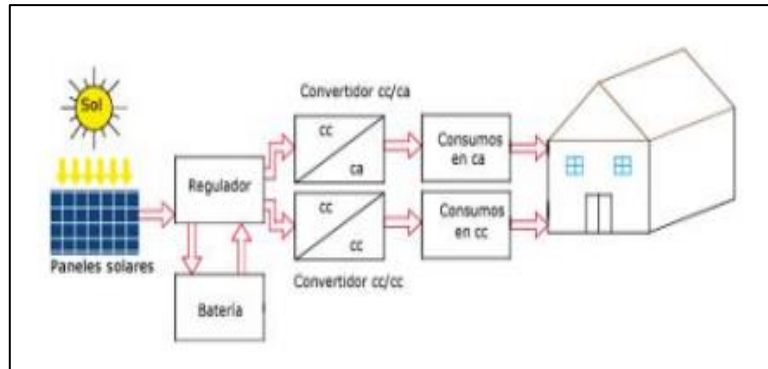 Sol
Convertidor cc/ca
cc
ca
Consumos
en ca
Regulador
cc
cc
Consumos
en cc
Paneles solares
Batería
Convertidor cc/cc